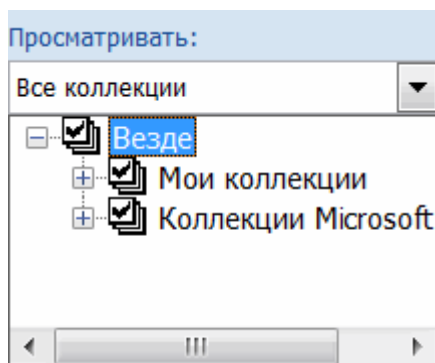 Просматривать:
Все коллекции
Везде
Мои коллекции
Коллекции Microsoft